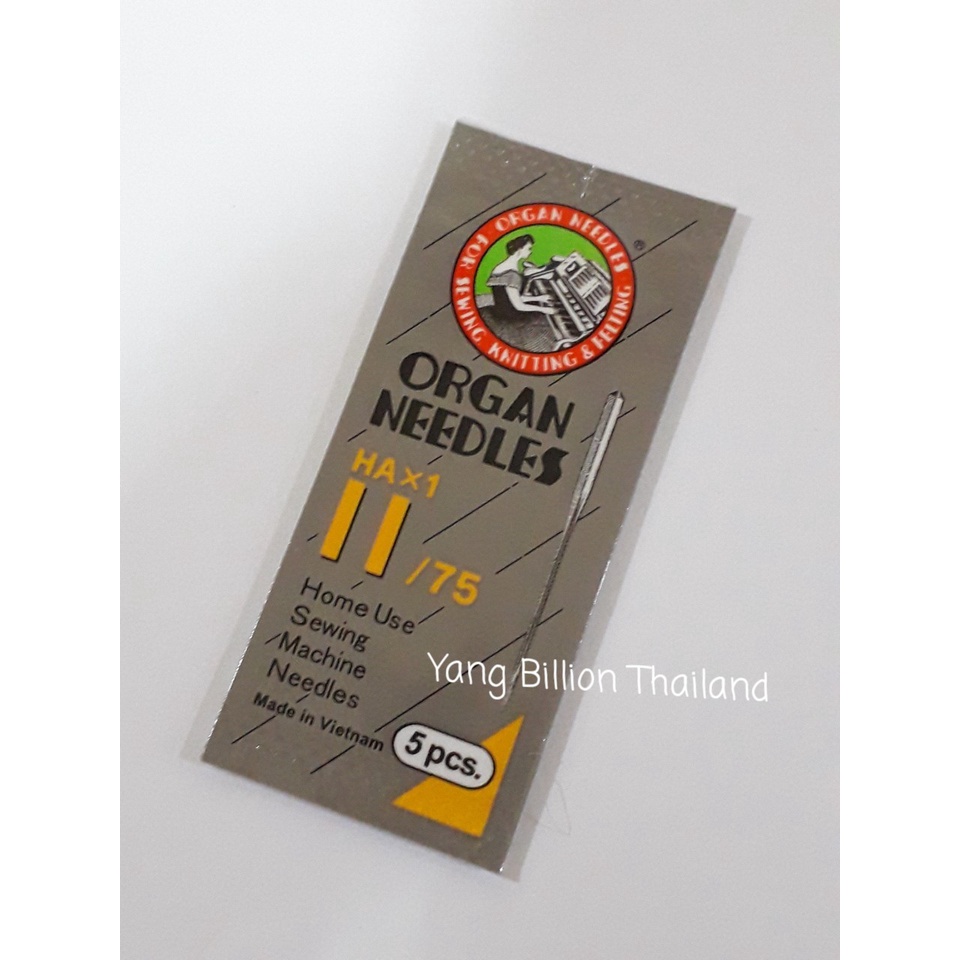 ORGAN NEEDLES
FOR SEWING KNITTING & FELTING
®
ORGAN
NEEDLES
HA×1
11/75
Home Use
Sewing
Machine
Needles
Made in Vietnam
5 pcs.
Yang Billion Thailand